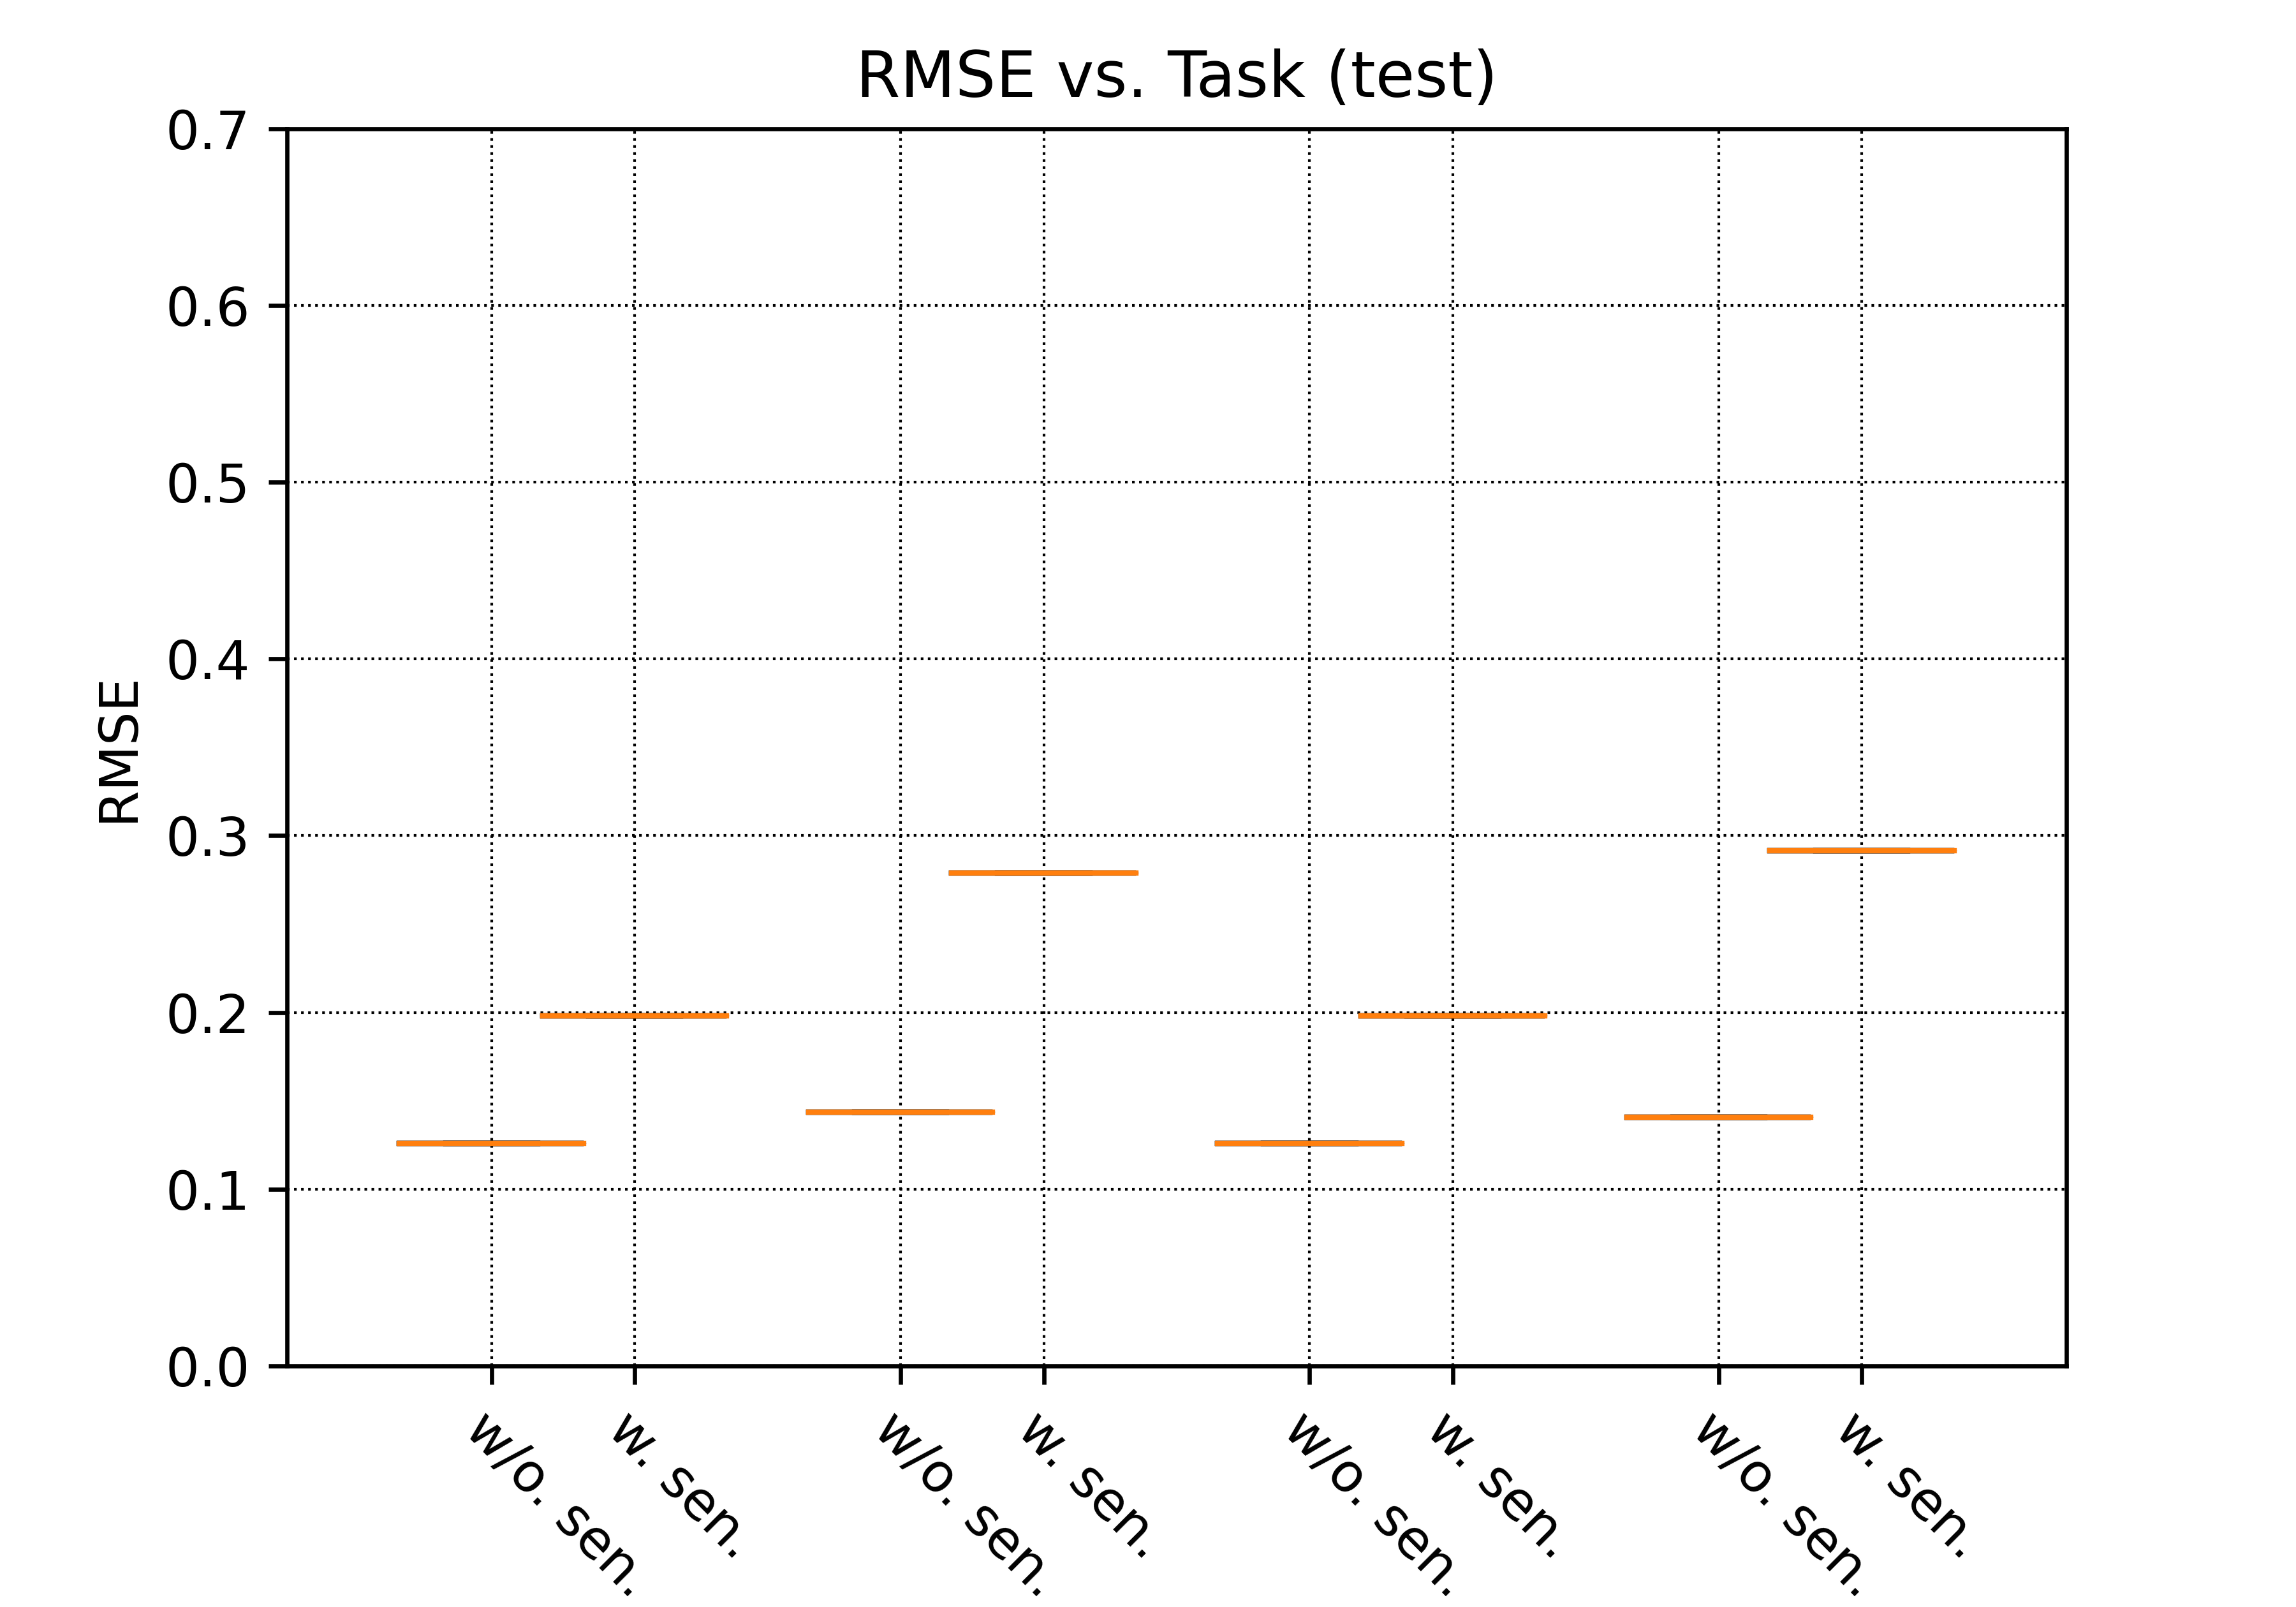 RMSE vs. Task (test)
0.7
0.6
0.5
0.4
0.3
0.2
0.1
0.0
RMSE
w/o. sen.
w. sen.
w/o. sen.
w. sen.
w/o. sen.
w. sen.
w/o. sen.
w. sen.